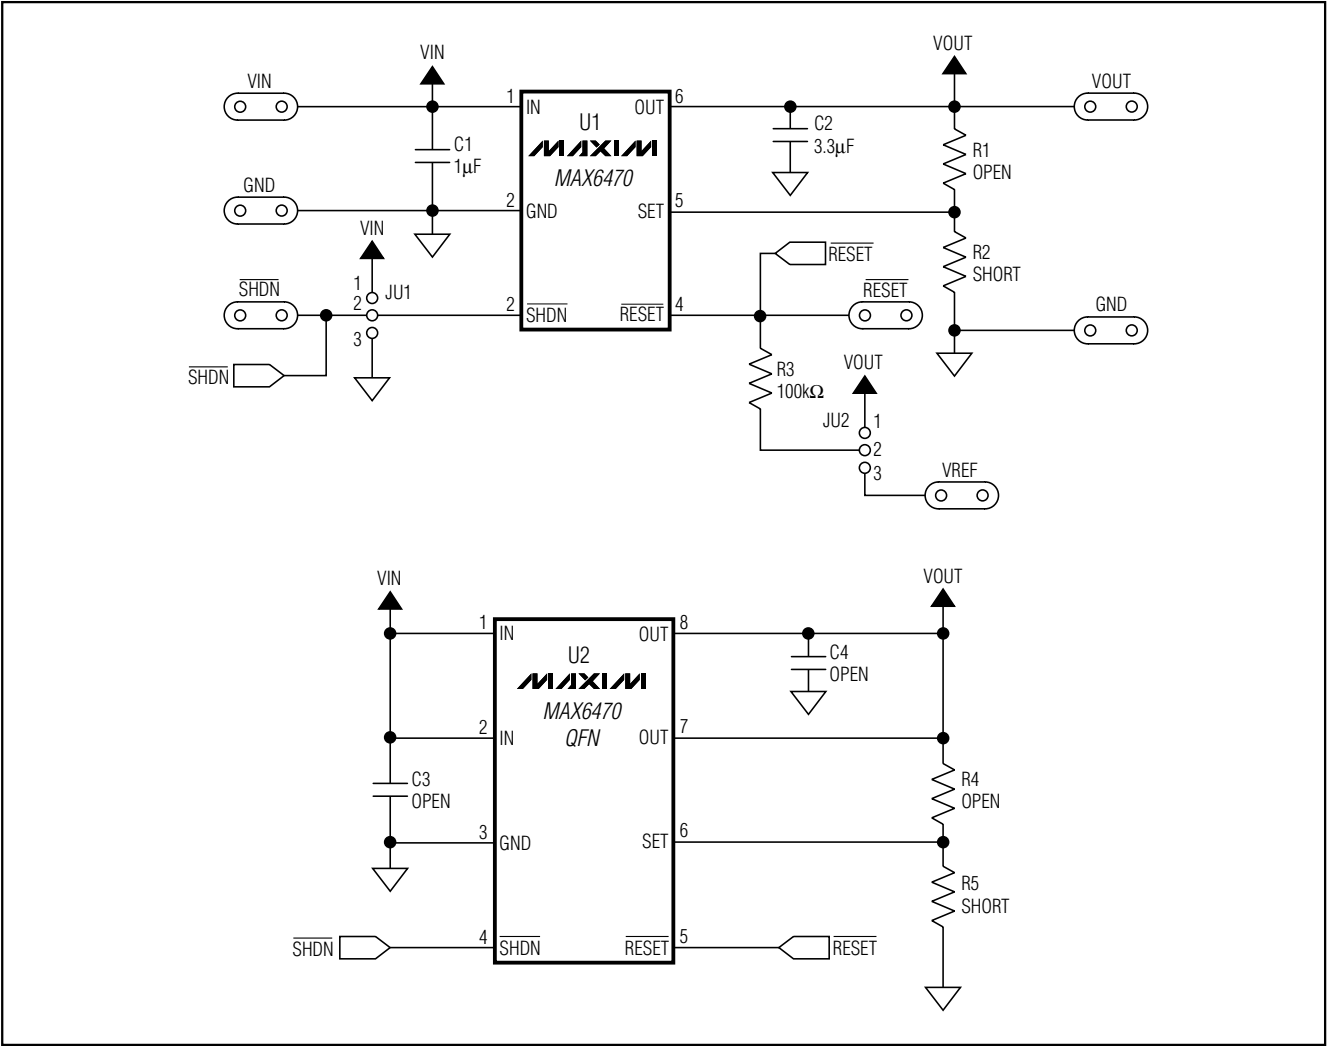 VIN
VIN
1
IN
GND
C1
1µF
2
GND
U1
MAXIM
MAX6470
OUT
6
C2
3.3µF
VOUT
VOUT
R1
OPEN
SET
5
R2
SHORT
GND
SHDN
SHDN
VIN
1
2
3
JU1
2
SHDN
RESET
4
RESET
RESET
R3
100kΩ
VOUT
JU2
1
2
3
VREF
VIN
1
IN
2
IN
C3
OPEN
3
GND
SHDN
4
SHDN
U2
MAXIM
MAX6470
QFN
OUT
8
C4
OPEN
VOUT
OUT
7
R4
OPEN
SET
6
R5
SHORT
RESET
5
RESET